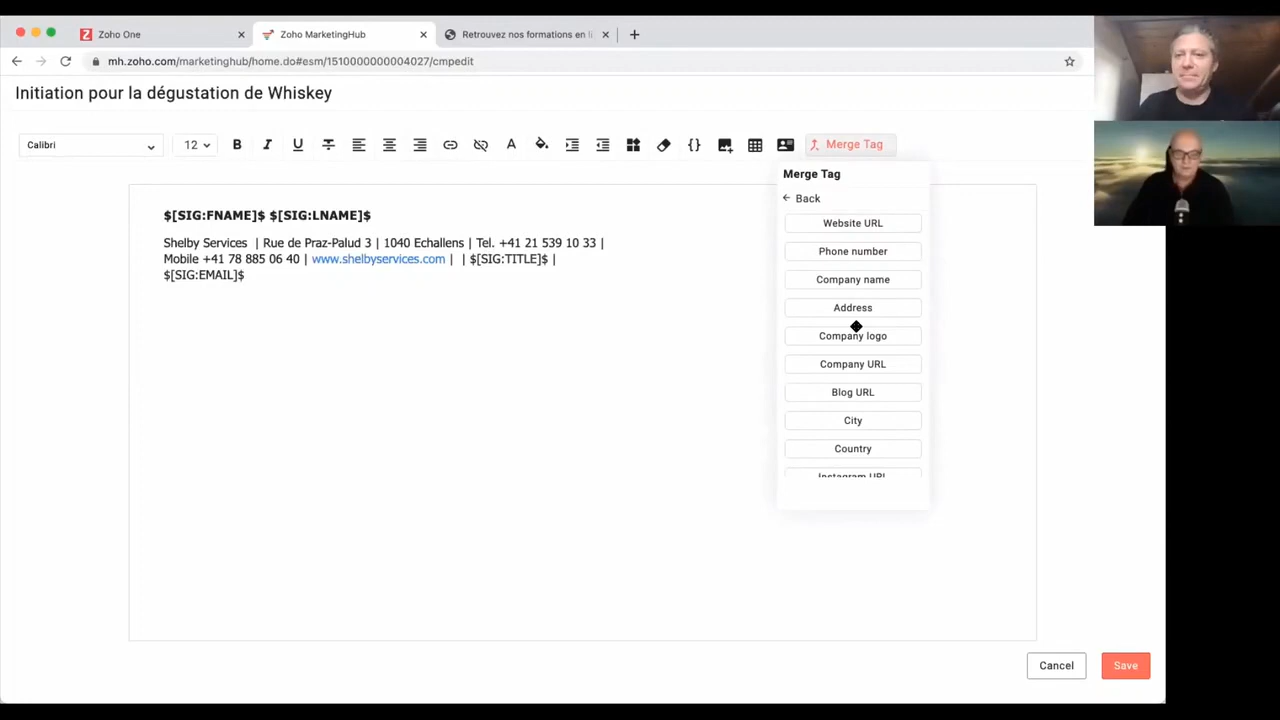 Zoho One
Zoho MarketingHub
Retrouvez nos formations en li
mh.zoho.com/marketinghub/home.do#esm/1510000000004027/cmpedit
Initiation pour la dégustation de Whiskey
Calibri
12
B
I
U
A
{}
Merge Tag
$[SIG:FNAME]$ $[SIG:LNAME]$
Shelby Services | Rue de Praz-Palud 3 | 1040 Echallens | Tel. +41 21 539 10 33 |
Mobile +41 78 885 06 40 | www.shelbyservices.com | | $[SIG:TITLE]$ |
$[SIG:EMAIL]$
Merge Tag
Back
Website URL
Phone number
Company name
Address
Company logo
Company URL
Blog URL
City
Country
Instagram URL
Cancel
Save